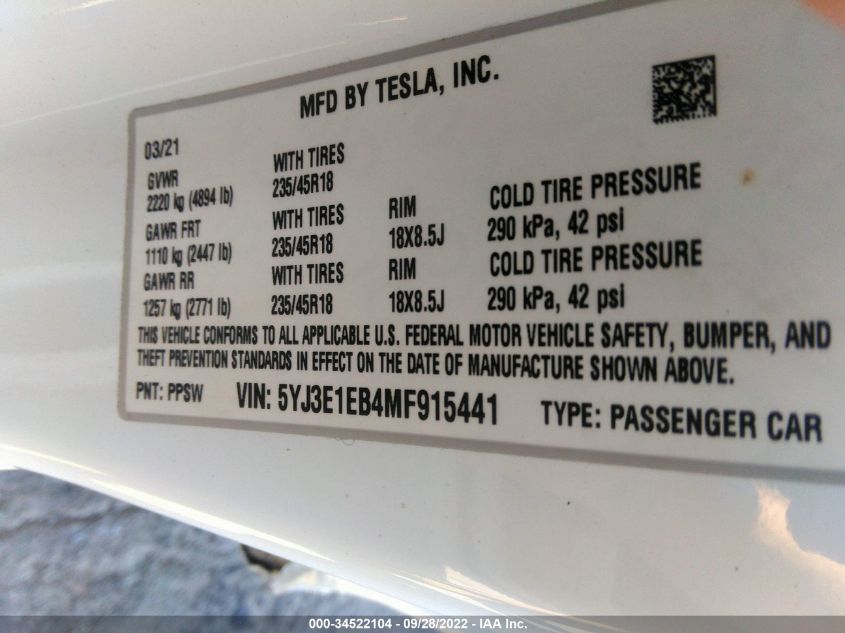 MFD BY TESLA, INC.
03/21
GVWR
2220 kg (4894 lb)
WITH TIRES
235/45R18
GAWR FRT
1110 kg (2447 lb)
WITH TIRES
235/45R18
RIM
18X8.5J
COLD TIRE PRESSURE
290 kPa, 42 psi
GAWR RR
1257 kg (2771 lb)
WITH TIRES
235/45R18
RIM
18X8.5J
COLD TIRE PRESSURE
290 kPa, 42 psi
THIS VEHICLE CONFORMS TO ALL APPLICABLE U.S. FEDERAL MOTOR VEHICLE SAFETY, BUMPER, AND
THEFT PREVENTION STANDARDS IN EFFECT ON THE DATE OF MANUFACTURE SHOWN ABOVE.
PNT: PPSW VIN: 5YJ3E1EB4MF915441 TYPE: PASSENGER CAR
000-34522104 - 09/28/2022 - IAA Inc.